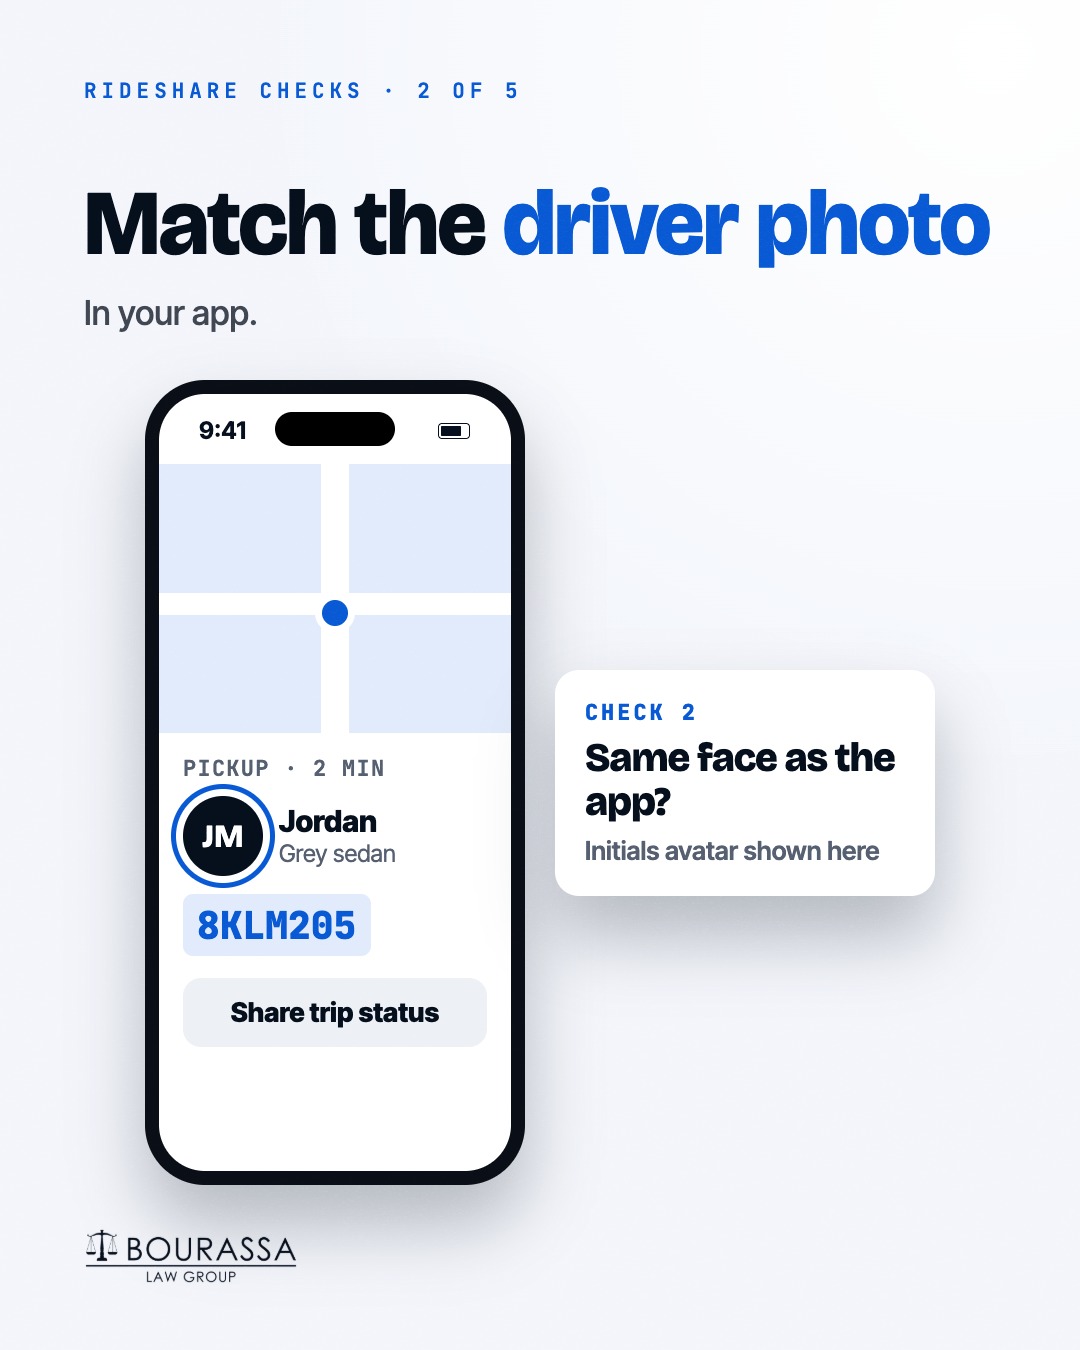 RIDESHARE CHECKS · 2 OF 5
Match the driver photo
In your app.
9:41
PICKUP · 2 MIN
JM
Jordan
Grey sedan
8KLM205
Share trip status
CHECK 2
Same face as the
app?
Initials avatar shown here
BOURASSA
LAW GROUP